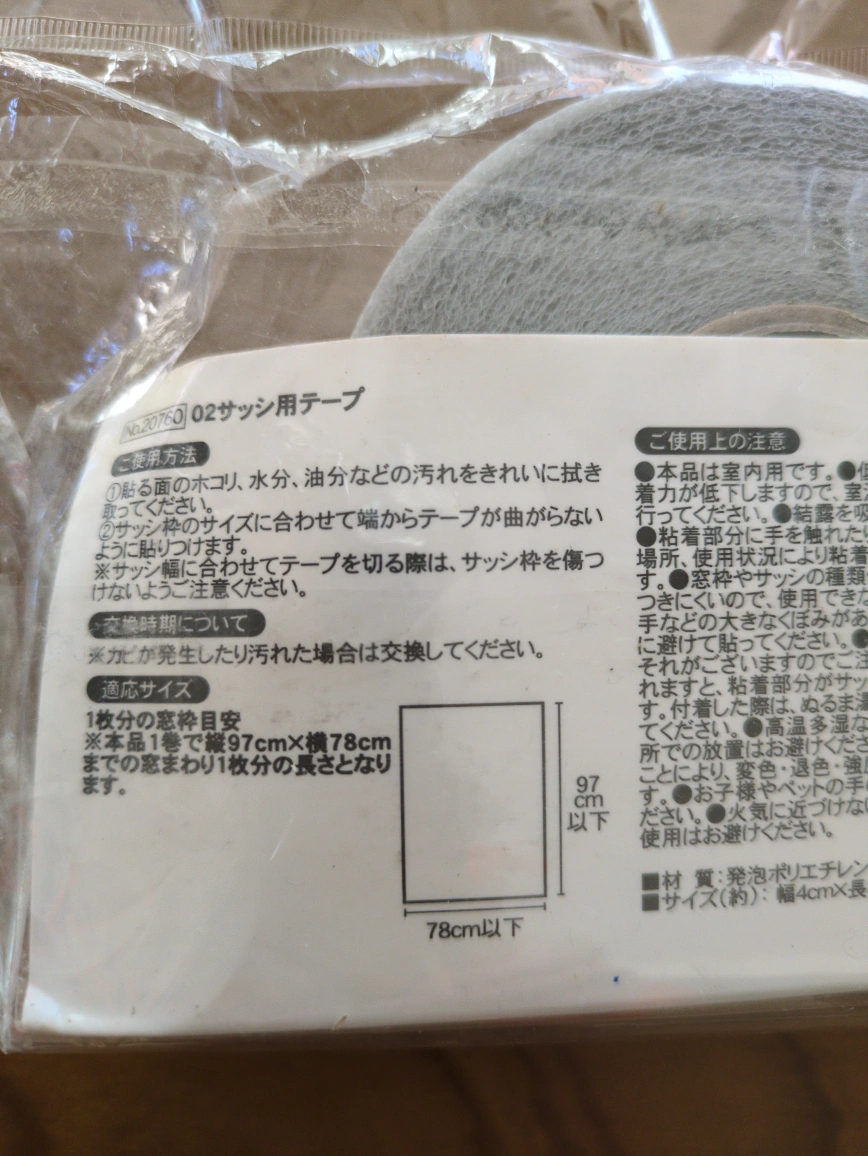 No.20760 02サッシ用テープ
ご使用方法
①貼る面のホコリ、水分、油分などの汚れをきれいに拭き
取ってください。
②サッシ枠のサイズに合わせて端からテープが曲がらない
ように貼りつけます。
※サッシ幅に合わせてテープを切る際は、サッシ枠を傷つ
けないようご注意ください。
交換時期について
※カビが発生したり汚れた場合は交換してください。
適応サイズ
1枚分の窓枠目安
※本品1巻で縦97cm×横78cm
までの窓まわり1枚分の長さとなり
ます。
97
cm
以下
78cm以下
ご使用上の注意
●本品は室内用です。●
着力が低下しますので、室
行ってください。●結露を吸
●粘着部分に手を触れた
場所、使用状況により粘着
す。●窓枠やサッシの種類
つきにくいので、使用できな
手などの大きなくぼみがあ
に避けて貼ってください。●
それがございますのでご注
れますと、粘着部分がサッ
す。付着した際は、ぬるま湯
てください。●高温多湿な
所での放置はお避けくださ
ことにより、変色・退色・強度
す。●お子様やペットの手の
ださい。●火気に近づけな
使用はお避けください。
■材 質:発泡ポリエチレン
■サイズ(約):幅4cm×長